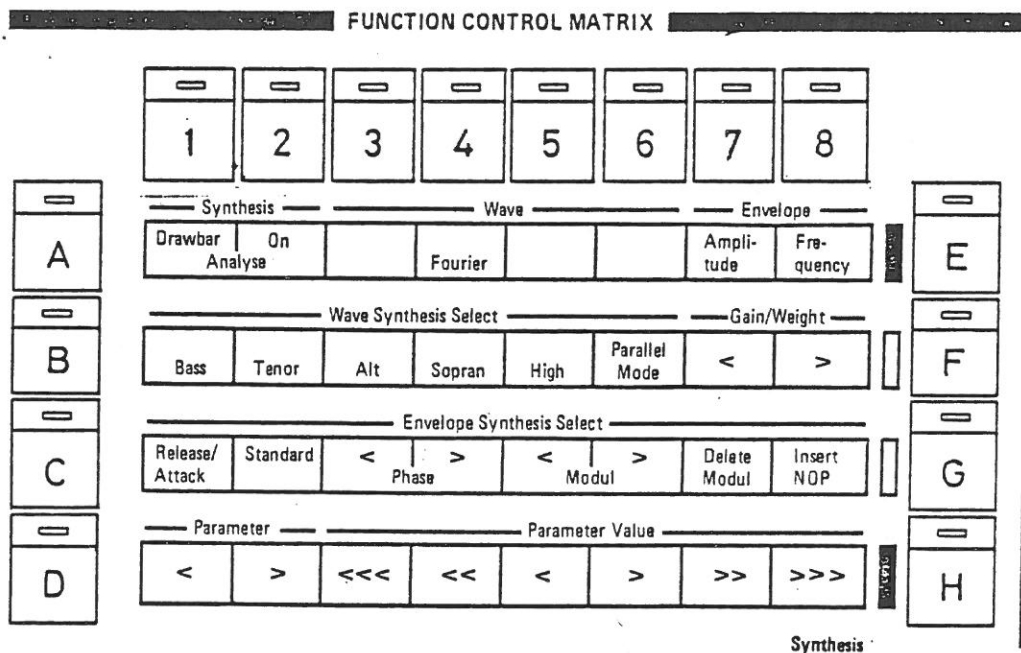 FUNCTION CONTROL MATRIX
1 2 3 4 5 6 7 8
Synthesis Wave Envelope
A Drawbar On Ampli- Fre- E
Analyse Fourier tude quency
Wave Synthesis Select Gain/Weight
B Parallel < > F
Bass Tenor Alt Sopran High Mode
Envelope Synthesis Select
C Release/ Standard < > < > Delete Insert G
Attack Phase Modul Modul NOP
Parameter Parameter Value
D < > <<< << < > >> >>> H
Synthesis